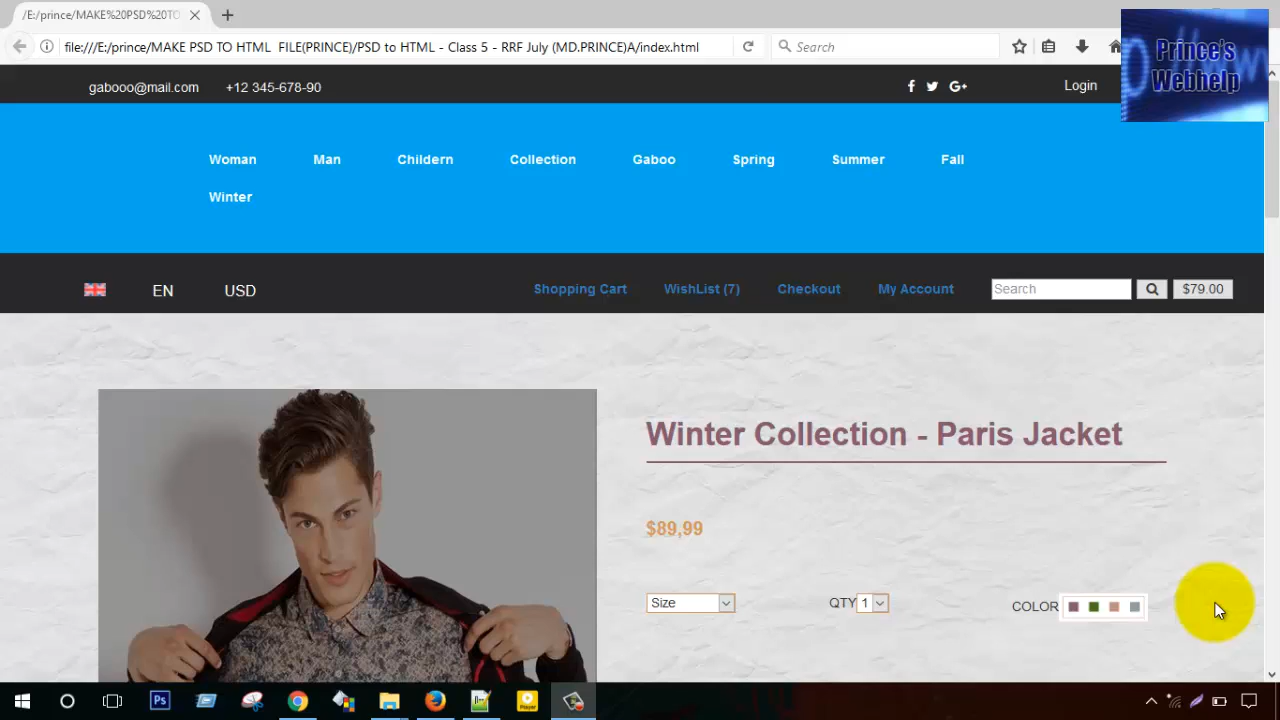 /E:/prince/MAKE%20PSD%20TO
file:///E:/prince/MAKE PSD TO HTML  FILE(PRINCE)/PSD to HTML - Class 5 - RRF July (MD.PRINCE)A/index.html
Search
Prince's
Webhelp
gabooo@mail.com +12 345-678-90
Login
Woman Man Childern Collection Gaboo Spring Summer Fall
Winter
EN USD Shopping Cart WishList (7) Checkout My Account Search $79.00
Winter Collection - Paris Jacket
$89,99
Size QTY 1 COLOR